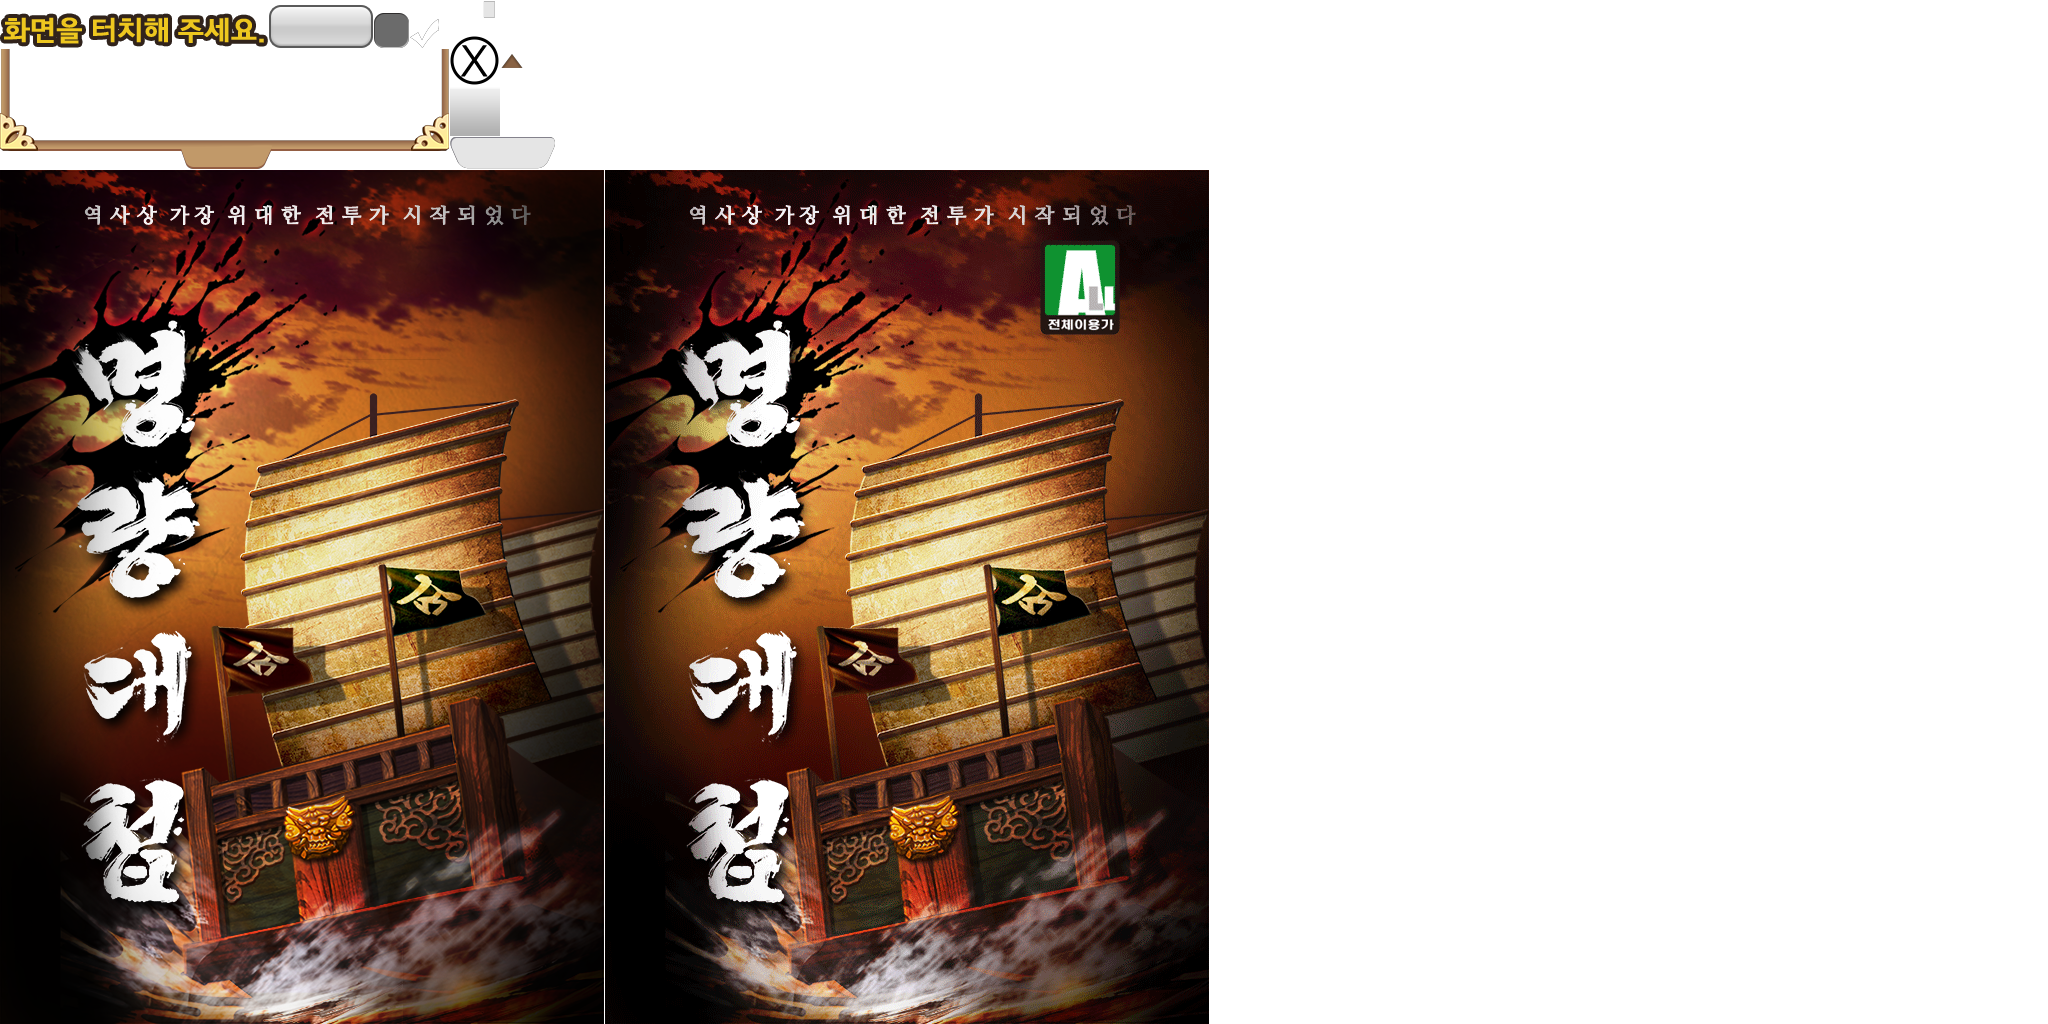 화면을 터치해 주세요.
X
역사상 가장 위대한 전투가 시작되었다
명
량
대
첩
역사상 가장 위대한 전투가 시작되었다
ALL
전체이용가
명
량
대
첩